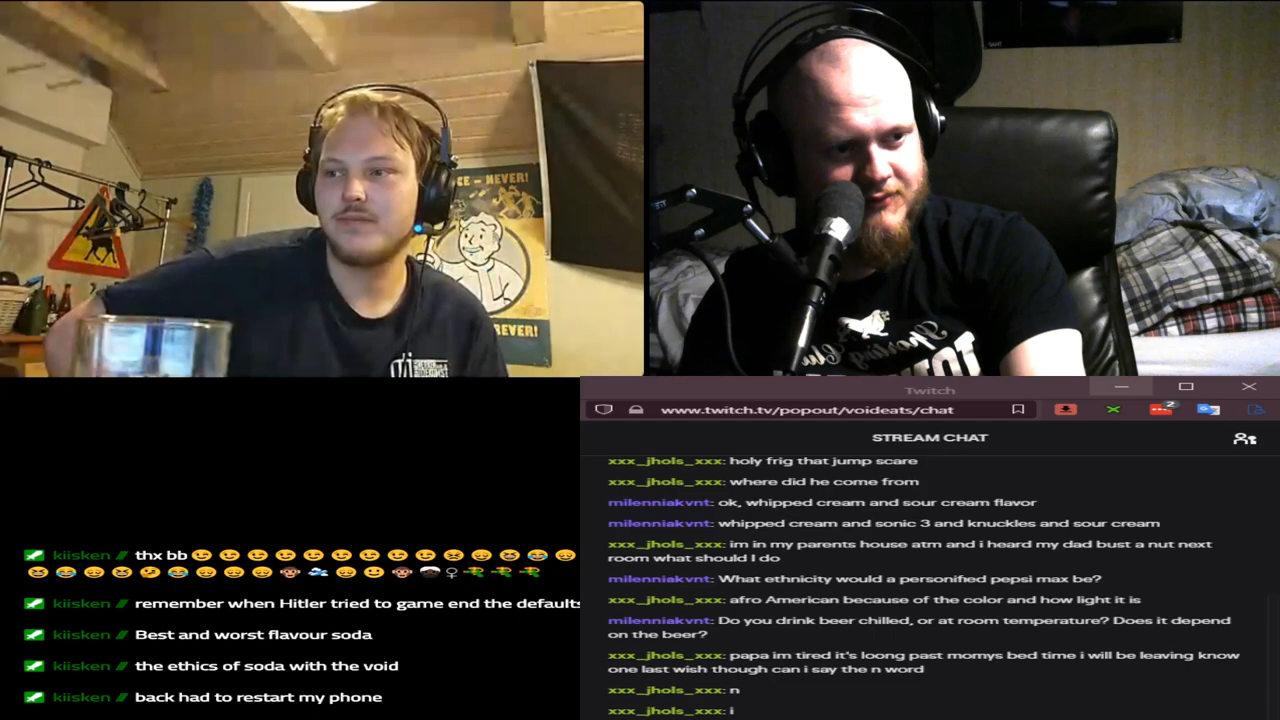 CE – NEVER!
REVER!
Twitch
www.twitch.tv/popout/voideats/chat
2
STREAM CHAT
xxx_jhols_xxx: holy frig that jump scare
xxx_jhols_xxx: where did he come from
milenniakvnt: ok, whipped cream and sour cream flavor
milenniakvnt: whipped cream and sonic 3 and knuckles and sour cream
xxx_jhols_xxx: im in my parents house atm and i heard my dad bust a nut next
room what should I do
milenniakvnt: What ethnicity would a personified pepsi max be?
xxx_jhols_xxx: afro American because of the color and how light it is
milenniakvnt: Do you drink beer chilled, or at room temperature? Does it depend
on the beer?
xxx_jhols_xxx: papa im tired it's loong past momys bed time i will be leaving know
one last wish though can i say the n word
xxx_jhols_xxx: n
xxx_jhols_xxx: i
kiisken // thx bb 😉 😉 😉 😉 😉 😉 😉 😉 😉 😣 😔 😫 😂 😔
😫 😂 😔 😫 🤔 😂 😔 😔 😔 🐵 😔 🙂 🐵 ♀
kiisken // remember when Hitler tried to game end the defaults
kiisken // Best and worst flavour soda
kiisken // the ethics of soda with the void
kiisken // back had to restart my phone